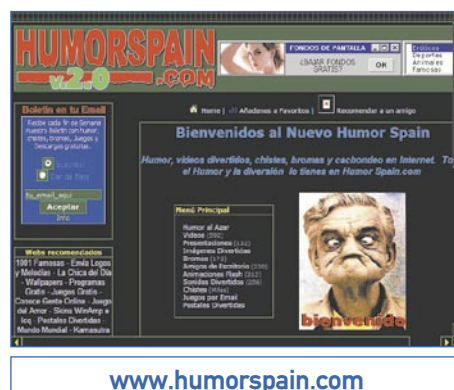 HUMORSPAIN
v.2.0 .COM
FONDOS DE PANTALLA
¿BAJAR FONDOS
GRATIS?
OK
Eróticos
Deportes
Animales
Famosas
Home | Añadenos a Favoritos | Recomendar a un amigo
Boletín en tu Email
Recibe cada fin de Semana
nuestro Boletín con humor,
chistes, bromas, Juegos y
Descargas gratuitas.
Suscribir
Dar de Baja
tu_email_aqui
Aceptar
Info
Webs recomendados
1001 Famosas - Emila Logos
y Melodías - La Chica del Día
- Wallpapers - Programas
Gratis - Juegos Gratis -
Conoce Gente Online - Juego
del Amor - Skins WinAmp e
Icq - Postales Divertidas -
Mundo Mundial - Kamasutra
Bienvenidos al Nuevo Humor Spain
Humor, videos divertidos, chistes, bromas y cachondeo en Internet. To
el Humor y la diversión lo tienes en Humor Spain.com
Menú Principal
Humor al Azar
Videos
Presentaciones
Imágenes Divertidas
Bromas
Amigos de Escritorio
Animaciones Flash
Sonidos Divertidos
Chistes
Juegos por Email
Postales Divertidas
bienvenido
www.humorspain.com